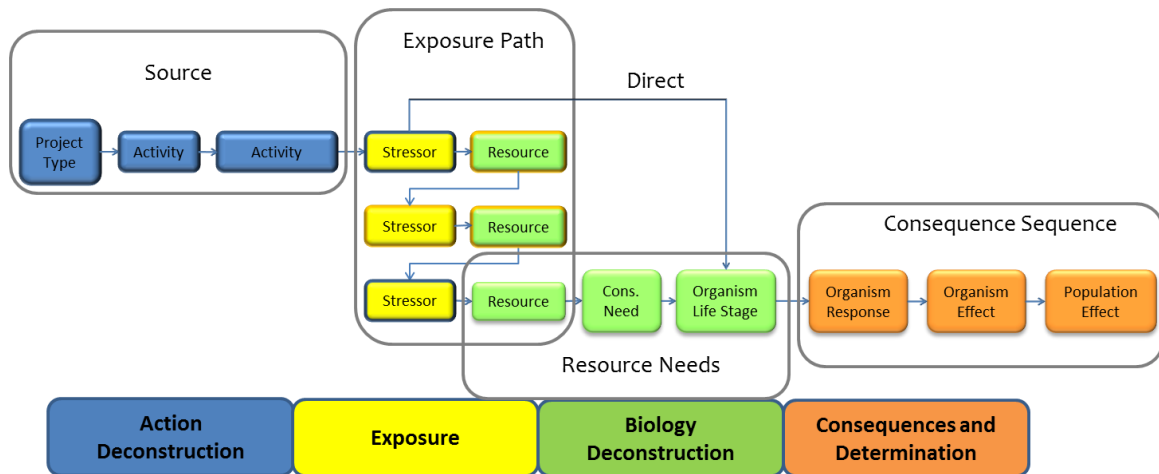 Source
Exposure Path
Direct
Project
Type
Activity
Activity
Stressor
Resource
Stressor
Resource
Stressor
Resource
Cons.
Need
Organism
Life Stage
Resource Needs
Consequence Sequence
Organism
Response
Organism
Effect
Population
Effect
Action
Deconstruction
Exposure
Biology
Deconstruction
Consequences and
Determination